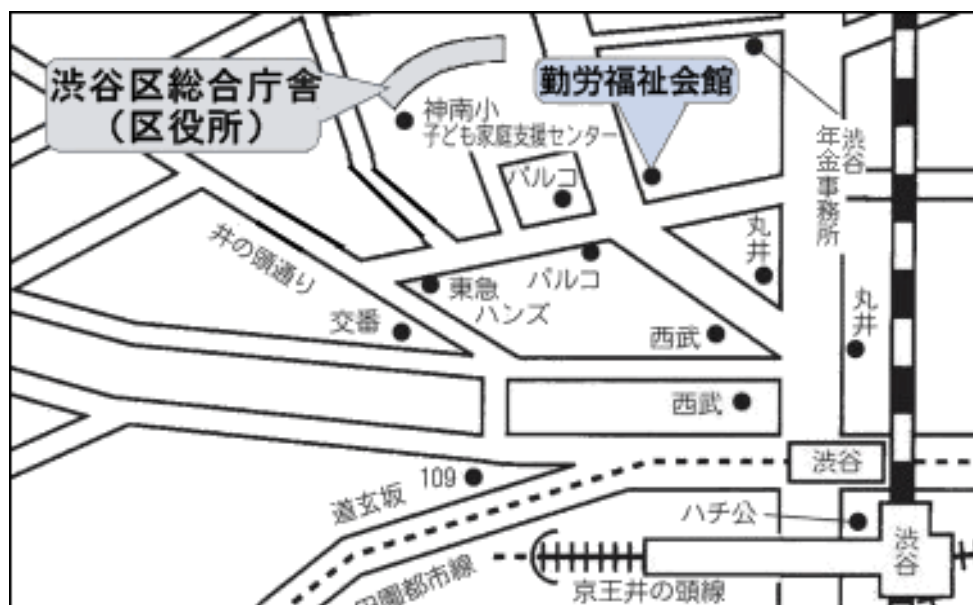 渋谷区総合庁舎
（区役所）
勤労福祉会館
神南小
子ども家庭支援センター
渋谷
年金事務所
パルコ
丸井
井の頭通り
東急
ハンズ
パルコ
交番
西武
丸井
西武
109
渋谷
道玄坂
ハチ公
渋谷
田園都市線
京王井の頭線